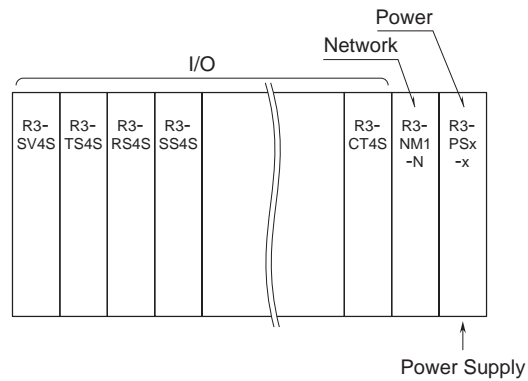 Power
Network
I/O
R3-
SV4S
R3-
TS4S
R3-
RS4S
R3-
SS4S
R3-
CT4S
R3-
NM1
-N
R3-
PSx
-x
Power Supply